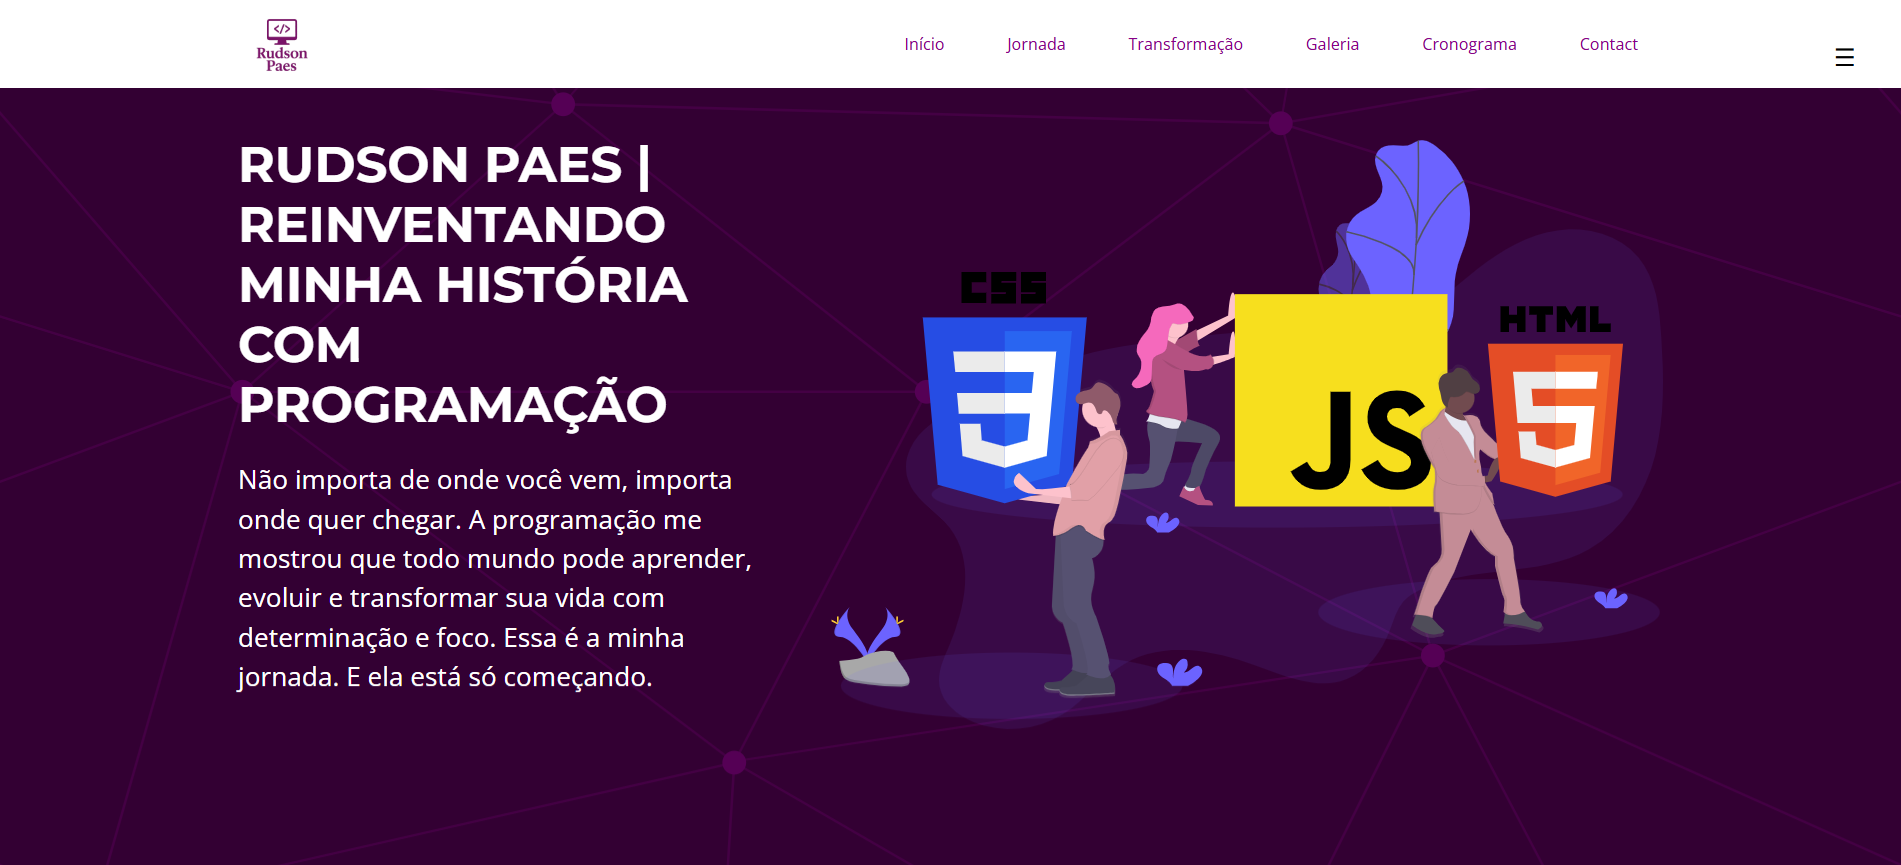 </>
Rudson
Paes
Início
Jornada
Transformação
Galeria
Cronograma
Contact
RUDSON PAES |
REINVENTANDO
MINHA HISTÓRIA
COM
PROGRAMAÇÃO
Não importa de onde você vem, importa
onde quer chegar. A programação me
mostrou que todo mundo pode aprender,
evoluir e transformar sua vida com
determinação e foco. Essa é a minha
jornada. E ela está só começando.
CSS
3
JS
HTML
5